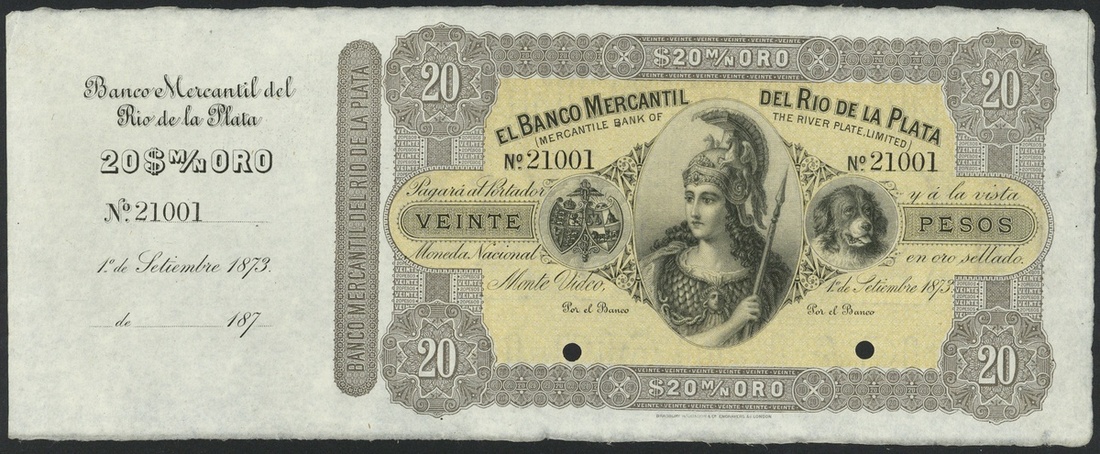 Banco Mercantil del
Rio de la Plata
20$ M/N ORO
No. 21001
1º. de Setiembre 1873.
de 187
BANCO MERCANTIL DEL RIO DE LA PLATA
20
$20 M/N ORO
20
EL BANCO MERCANTIL DEL RIO DE LA PLATA
(MERCANTILE BANK OF THE RIVER PLATE, LIMITED)
No. 21001 No. 21001
Pagará al Portador y á la vista
VEINTE PESOS
Moneda Nacional en oro sellado.
Monte Video, 1º. de Setiembre 1873
Por el Banco Por el Banco
20
$20 M/N ORO
20